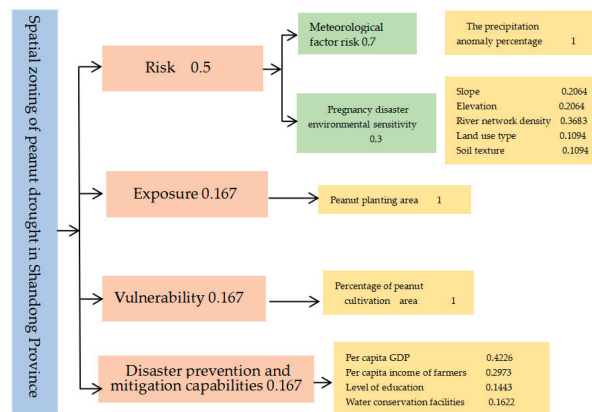 Spatial zoning of peanut drought in Shandong Province
Risk 0.5
Meteorological
factor risk 0.7
The precipitation
anomaly percentage 1
Pregnancy disaster
environmental sensitivity
0.3
Slope 0.2064
Elevation 0.2064
River network density 0.3683
Land use type 0.1094
Soil texture 0.1094
Exposure 0.167
Peanut planting area 1
Vulnerability 0.167
Percentage of peanut
cultivation area 1
Disaster prevention and
mitigation capabilities 0.167
Per capita GDP 0.4226
Per capita income of farmers 0.2973
Level of education 0.1443
Water conservation facilities 0.1622